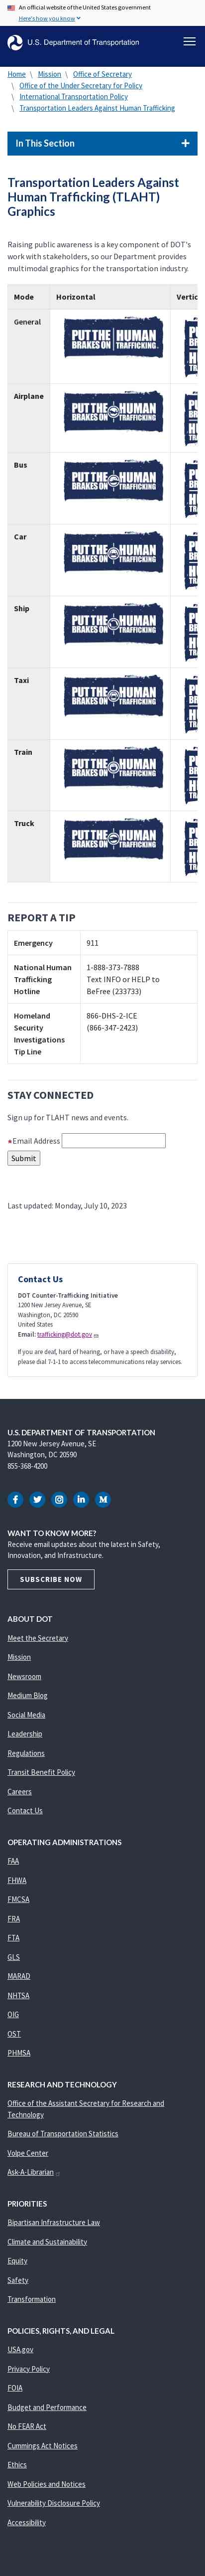 An official website of the United States government
Here's how you know
U.S. Department of Transportation
Home \ Mission \ Office of Secretary
\ Office of the Under Secretary for Policy
\ International Transportation Policy
\ Transportation Leaders Against Human Trafficking
In This Section
Transportation Leaders Against
Human Trafficking (TLAHT)
Graphics
Raising public awareness is a key component of DOT's
work with stakeholders, so our Department provides
multimodal graphics for the transportation industry.
Mode Horizontal Vertic
General
PUT THE HUMAN
BRAKES ON TRAFFICKING
Airplane
PUT THE HUMAN
BRAKES ON TRAFFICKING
Bus
PUT THE HUMAN
BRAKES ON TRAFFICKING
Car
PUT THE HUMAN
BRAKES ON TRAFFICKING
Ship
PUT THE HUMAN
BRAKES ON TRAFFICKING
Taxi
PUT THE HUMAN
BRAKES ON TRAFFICKING
Train
PUT THE HUMAN
BRAKES ON TRAFFICKING
Truck
PUT THE HUMAN
BRAKES ON TRAFFICKING
REPORT A TIP
Emergency 911
National Human
Trafficking
Hotline
1-888-373-7888
Text INFO or HELP to
BeFree (233733)
Homeland
Security
Investigations
Tip Line
866-DHS-2-ICE
(866-347-2423)
STAY CONNECTED
Sign up for TLAHT news and events.
*Email Address
Submit
Last updated: Monday, July 10, 2023
Contact Us
DOT Counter-Trafficking Initiative
1200 New Jersey Avenue, SE
Washington, DC 20590
United States
Email: trafficking@dot.gov
If you are deaf, hard of hearing, or have a speech disability,
please dial 7-1-1 to access telecommunications relay services.
U.S. DEPARTMENT OF TRANSPORTATION
1200 New Jersey Avenue, SE
Washington, DC 20590
855-368-4200
WANT TO KNOW MORE?
Receive email updates about the latest in Safety,
Innovation, and Infrastructure.
SUBSCRIBE NOW
ABOUT DOT
Meet the Secretary
Mission
Newsroom
Medium Blog
Social Media
Leadership
Regulations
Transit Benefit Policy
Careers
Contact Us
OPERATING ADMINISTRATIONS
FAA
FHWA
FMCSA
FRA
FTA
GLS
MARAD
NHTSA
OIG
OST
PHMSA
RESEARCH AND TECHNOLOGY
Office of the Assistant Secretary for Research and
Technology
Bureau of Transportation Statistics
Volpe Center
Ask-A-Librarian
PRIORITIES
Bipartisan Infrastructure Law
Climate and Sustainability
Equity
Safety
Transformation
POLICIES, RIGHTS, AND LEGAL
USA.gov
Privacy Policy
FOIA
Budget and Performance
No FEAR Act
Cummings Act Notices
Ethics
Web Policies and Notices
Vulnerability Disclosure Policy
Accessibility